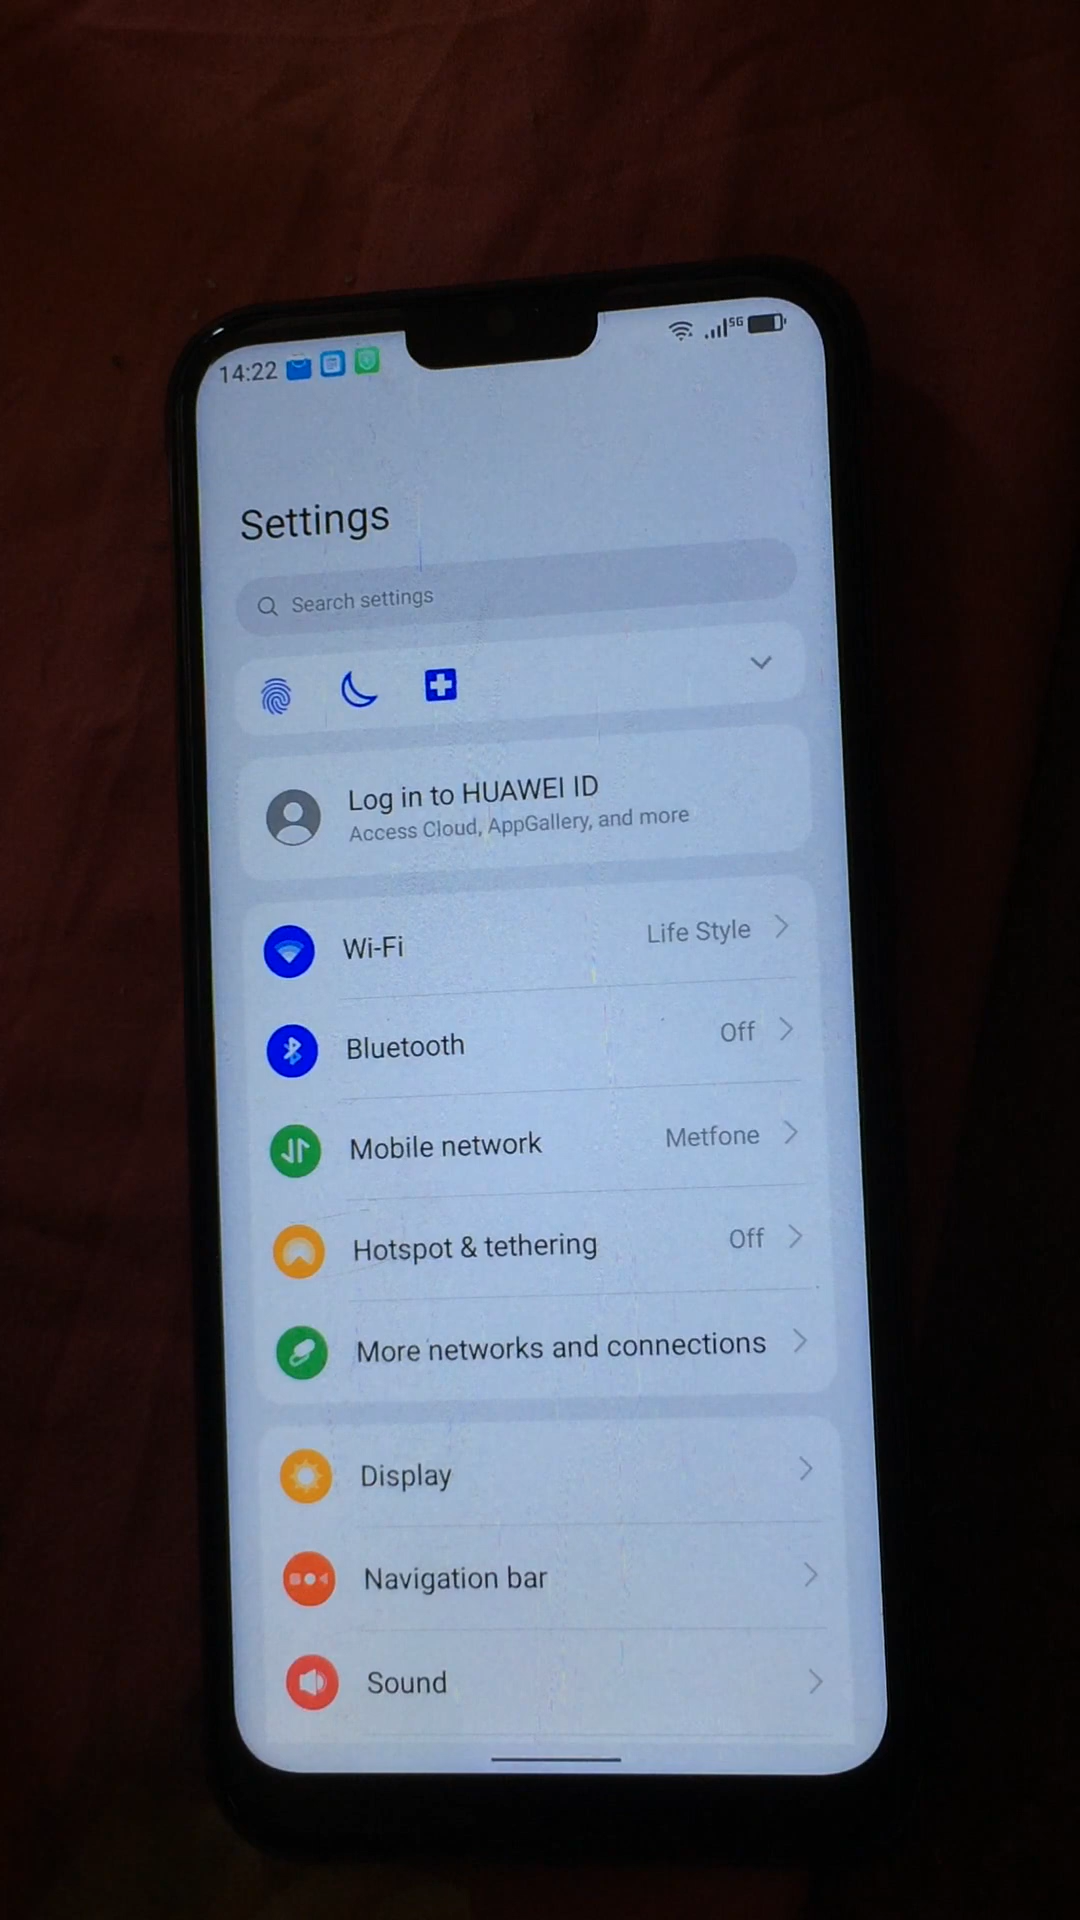 14:22
5G
Settings
Search settings
Log in to HUAWEI ID
Access Cloud, AppGallery, and more
Wi-Fi Life Style
Bluetooth Off
Mobile network Metfone
Hotspot & tethering Off
More networks and connections
Display
Navigation bar
Sound